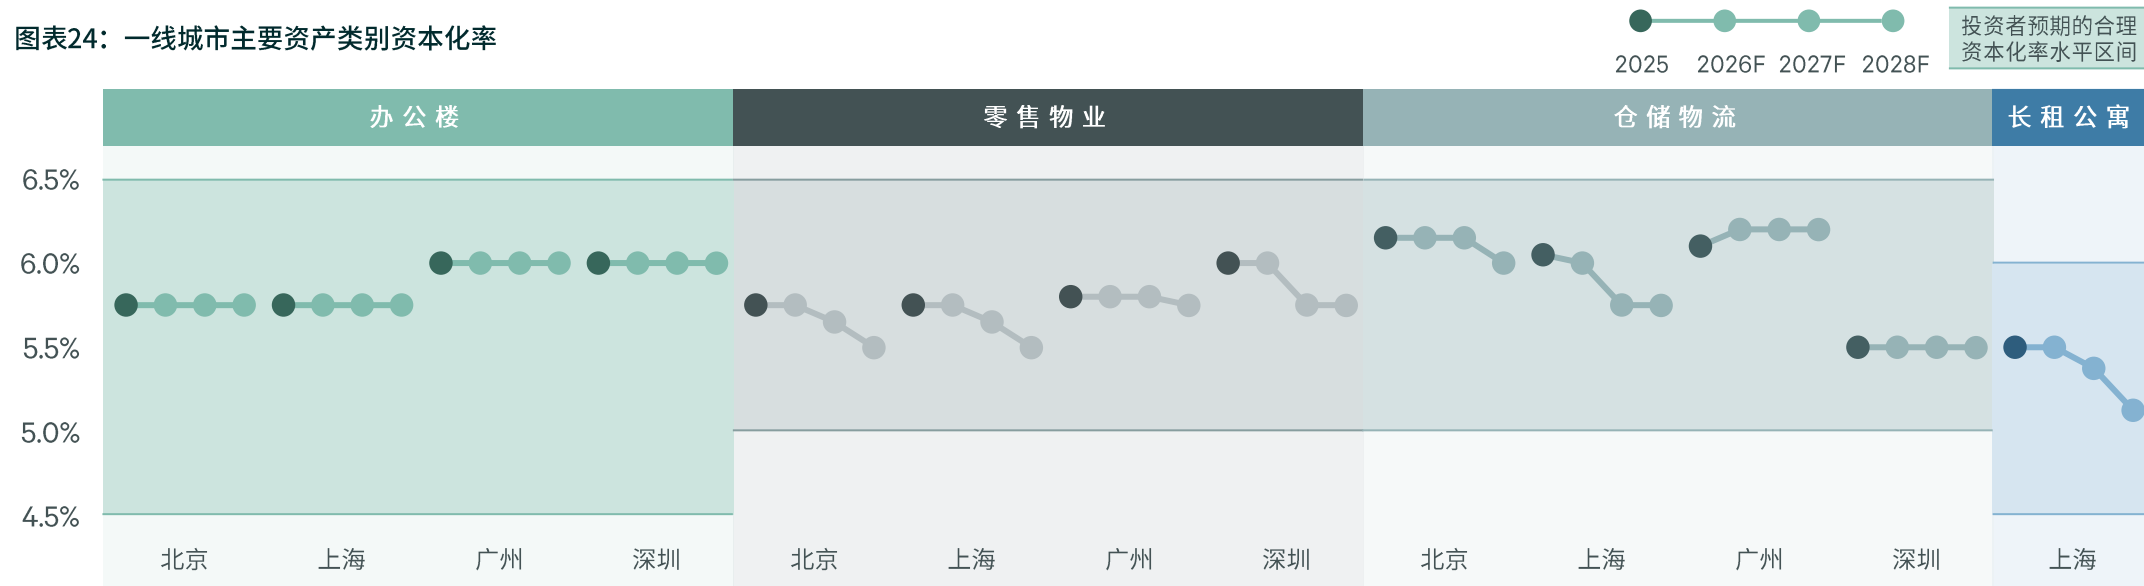 图表24：一线城市主要资产类别资本化率
2025 2026F 2027F 2028F
投资者预期的合理
资本化率水平区间
办公楼 零售物业 仓储物流 长租公寓
6.5%
6.0%
5.5%
5.0%
4.5%
北京 上海 广州 深圳 北京 上海 广州 深圳 北京 上海 广州 深圳 上海